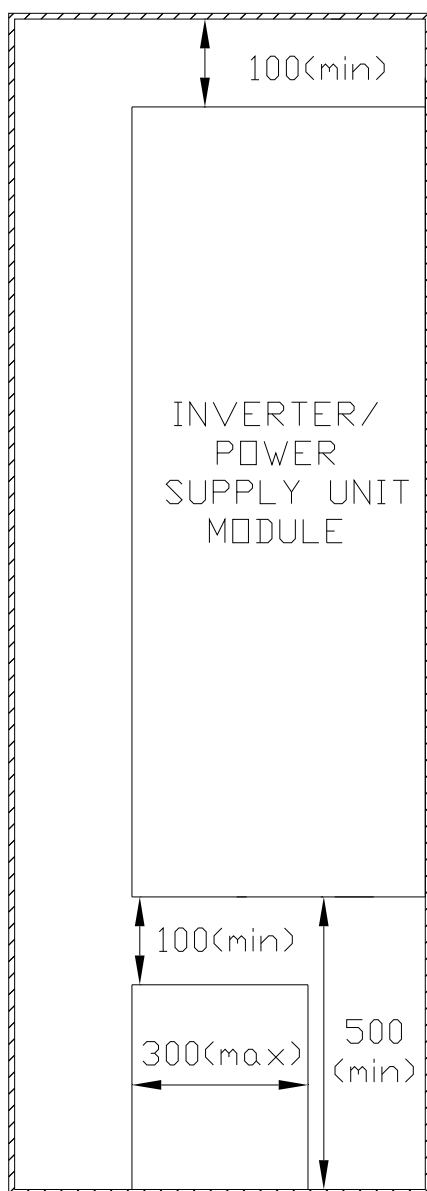 100(min)
INVERTER/
POWER
SUPPLY UNIT
MODULE
100(min)
300(max)
500
(min)